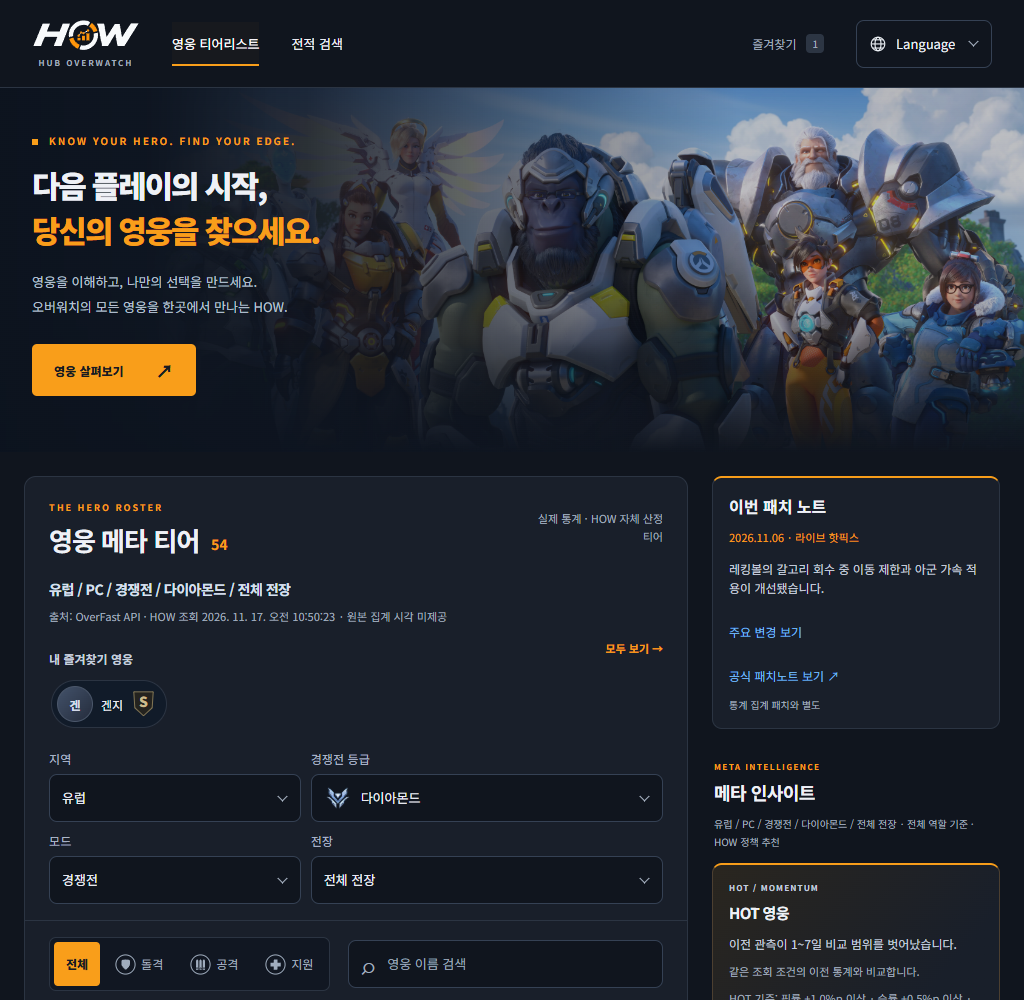 HOW
HUB OVERWATCH
영웅 티어리스트
전적 검색
즐겨찾기 1
Language
KNOW YOUR HERO. FIND YOUR EDGE.
다음 플레이의 시작,
당신의 영웅을 찾으세요.
영웅을 이해하고, 나만의 선택을 만드세요.
오버워치의 모든 영웅을 한곳에서 만나는 HOW.
영웅 살펴보기 ↗
THE HERO ROSTER
영웅 메타 티어 54
실제 통계 · HOW 자체 산정
티어
유럽 / PC / 경쟁전 / 다이아몬드 / 전체 전장
출처: OverFast API · HOW 조회 2026. 11. 17. 오전 10:50:23 · 원본 집계 시각 미제공
내 즐겨찾기 영웅
모두 보기 →
겐 겐지 S
지역
경쟁전 등급
유럽
다이아몬드
모드
전장
경쟁전
전체 전장
전체
돌격
공격
지원
영웅 이름 검색
이번 패치 노트
2026.11.06 · 라이브 핫픽스
레킹볼의 갈고리 회수 중 이동 제한과 아군 가속 적
용이 개선됐습니다.
주요 변경 보기
공식 패치노트 보기 ↗
통계 집계 패치와 별도
META INTELLIGENCE
메타 인사이트
유럽 / PC / 경쟁전 / 다이아몬드 / 전체 전장 · 전체 역할 기준 ·
HOW 정책 추천
HOT / MOMENTUM
HOT 영웅
이전 관측이 1~7일 비교 범위를 벗어났습니다.
같은 조회 조건의 이전 통계와 비교합니다.
HOT 기준: 픽률 +1.0%p 이상 · 승률 +0.5%p 이상 ·